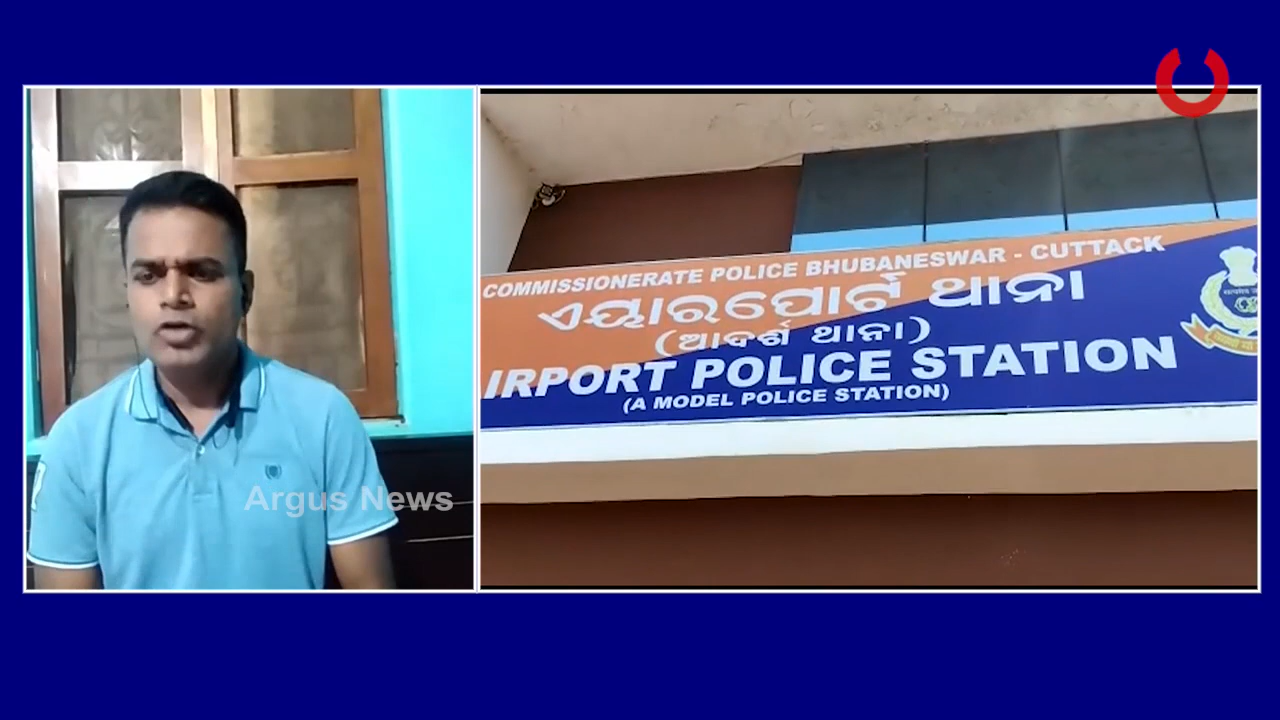 COMMISSIONERATE POLICE BHUBANESWAR - CUTTACK
ଏୟାରପୋର୍ଟ ଥାନା
(ଆଦର୍ଶ ଥାନା)
IRPORT POLICE STATION
(A MODEL POLICE STATION)
Argus News